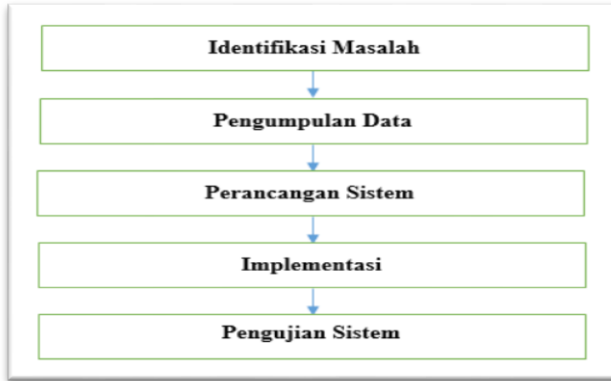 Identifikasi Masalah
Pengumpulan Data
Perancangan Sistem
Implementasi
Pengujian Sistem